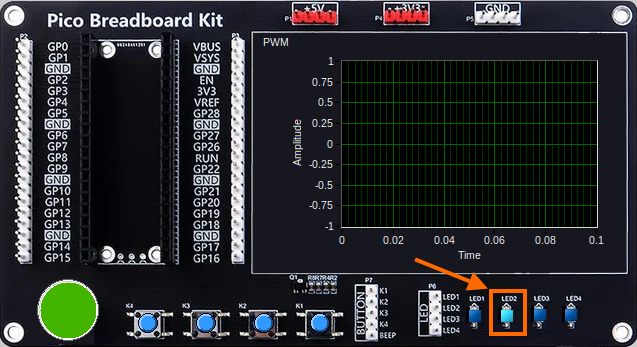 Pico Breadboard Kit
P1
+5V
P4
+3V3
P5
GND
P2
P3
GP0
GP1
GND
GP2
GP3
GP4
GP5
GND
GP6
GP7
GP8
GP9
GND
GP10
GP11
GP12
GP13
GND
GP14
GP15
VBUS
VSYS
GND
EN
3V3
VREF
GP28
GND
GP27
GP26
RUN
GP22
GND
GP21
GP20
GP19
GP18
GND
GP17
GP16
PWM
Amplitude
1
0.75
0.5
0.25
0
-0.25
-0.5
-0.75
-1
0
0.02
0.04
0.06
0.08
0.1
Time
Q1
R8 R7 R4 R2
K4
K3
K2
K1
P7
BUTTON
K1
K2
K3
K4
BEEP
P6
LED
LED1
LED2
LED3
LED4
LED1
LED2
LED3
LED4